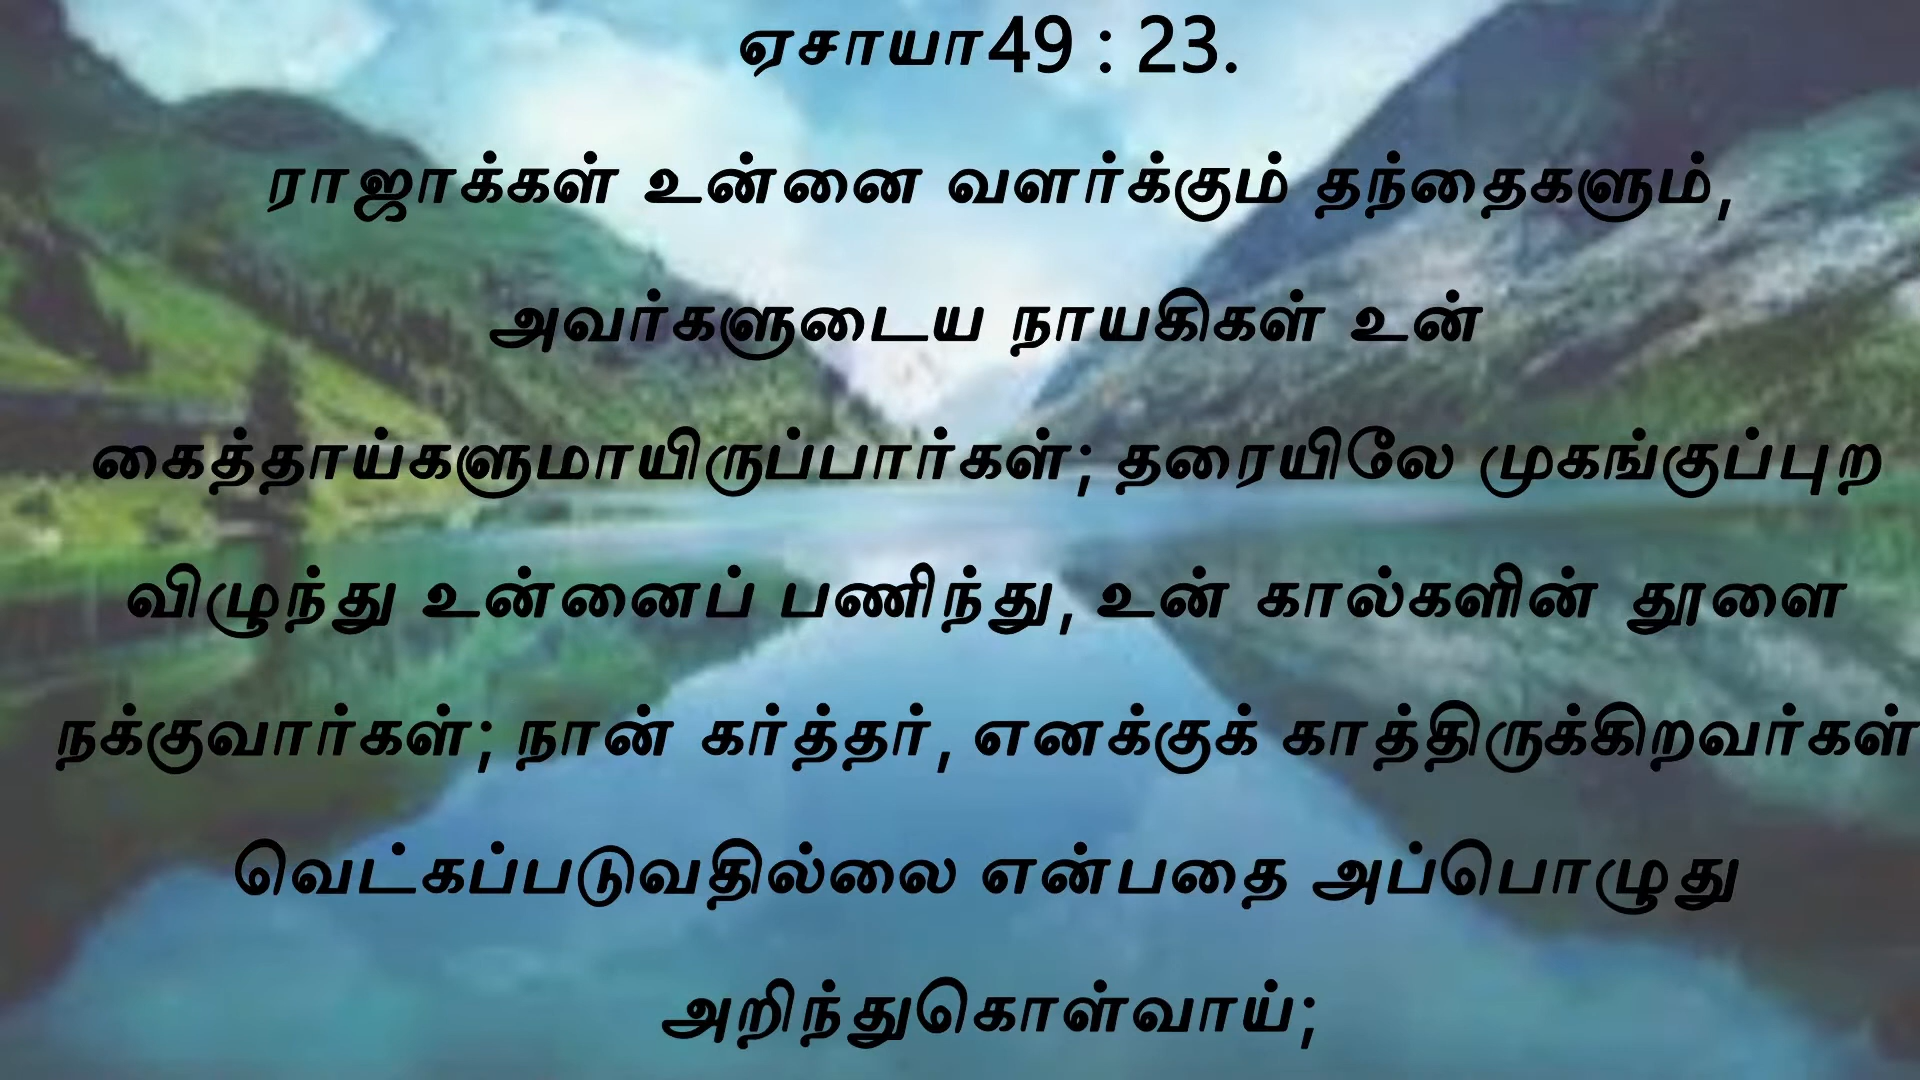 ஏசாயா49 : 23.
ராஜாக்கள் உன்னை வளர்க்கும் தந்தைகளும்,
அவர்களுடைய நாயகிகள் உன்
கைத்தாய்களுமாயிருப்பார்கள்; தரையிலே முகங்குப்புற
விழுந்து உன்னைப் பணிந்து, உன் கால்களின் தூளை
நக்குவார்கள்; நான் கர்த்தர், எனக்குக் காத்திருக்கிறவர்கள்
வெட்கப்படுவதில்லை என்பதை அப்பொழுது
அறிந்துகொள்வாய்;